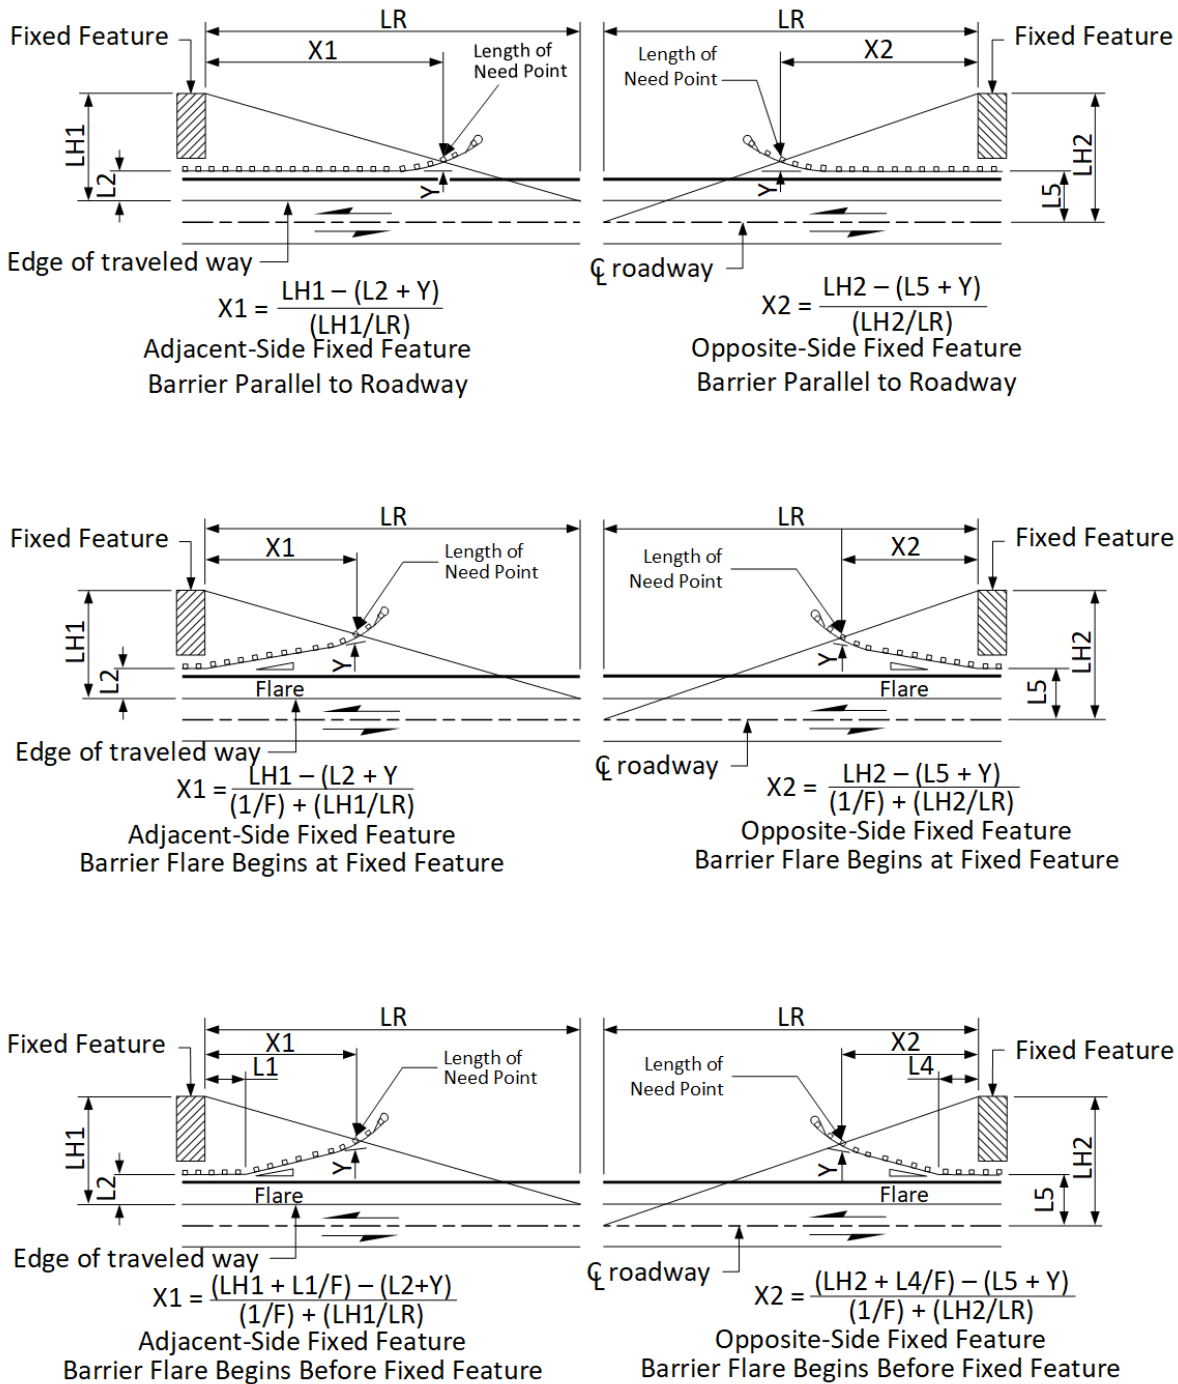 LR
LR
Fixed Feature
Fixed Feature
X1
Length of
Need Point
Length of
Need Point
X2
LH1
L2
Y
Y
L5
LH2
Edge of traveled way
℄ roadway
X1 = LH1 – (L2 + Y)
(LH1/LR)
X2 = LH2 – (L5 + Y)
(LH2/LR)
Adjacent-Side Fixed Feature
Barrier Parallel to Roadway
Opposite-Side Fixed Feature
Barrier Parallel to Roadway
LR
LR
Fixed Feature
Fixed Feature
X1
Length of
Need Point
Length of
Need Point
X2
LH1
L2
Y
Y
L5
LH2
Flare
Flare
Edge of traveled way
℄ roadway
X1 = LH1 – (L2 + Y
(1/F) + (LH1/LR)
X2 = LH2 – (L5 + Y)
(1/F) + (LH2/LR)
Adjacent-Side Fixed Feature
Barrier Flare Begins at Fixed Feature
Opposite-Side Fixed Feature
Barrier Flare Begins at Fixed Feature
LR
LR
Fixed Feature
Fixed Feature
X1
L1
Length of
Need Point
Length of
Need Point
X2
L4
LH1
L2
Y
Y
L5
LH2
Flare
Flare
Edge of traveled way
℄ roadway
X1 = (LH1 + L1/F) – (L2+Y)
(1/F) + (LH1/LR)
X2 = (LH2 + L4/F) – (L5 + Y)
(1/F) + (LH2/LR)
Adjacent-Side Fixed Feature
Barrier Flare Begins Before Fixed Feature
Opposite-Side Fixed Feature
Barrier Flare Begins Before Fixed Feature